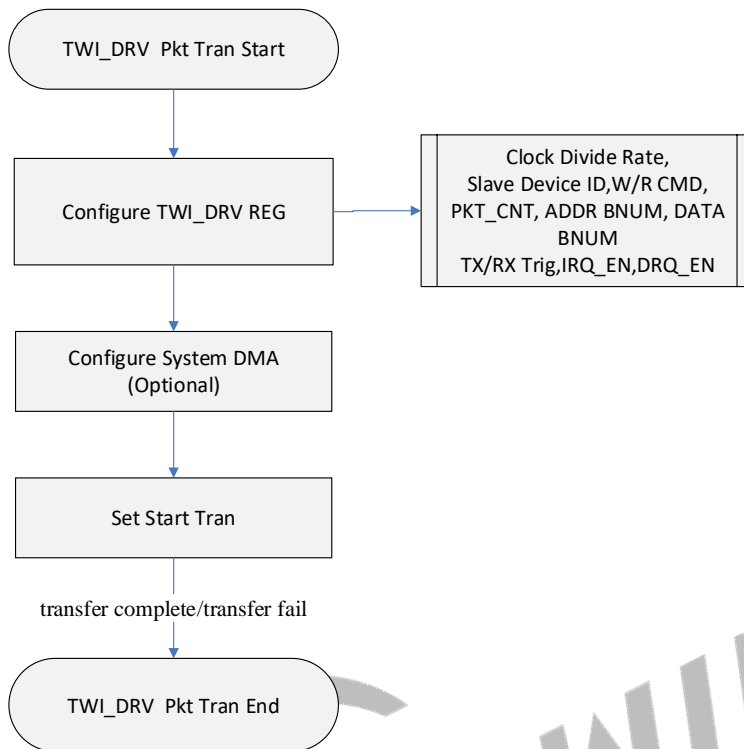 TWI_DRV Pkt Tran Start
Configure TWI_DRV REG
Clock Divide Rate,
Slave Device ID,W/R CMD,
PKT_CNT, ADDR BNUM, DATA
BNUM
TX/RX Trig,IRQ_EN,DRQ_EN
Configure System DMA
(Optional)
Set Start Tran
transfer complete/transfer fail
TWI_DRV Pkt Tran End